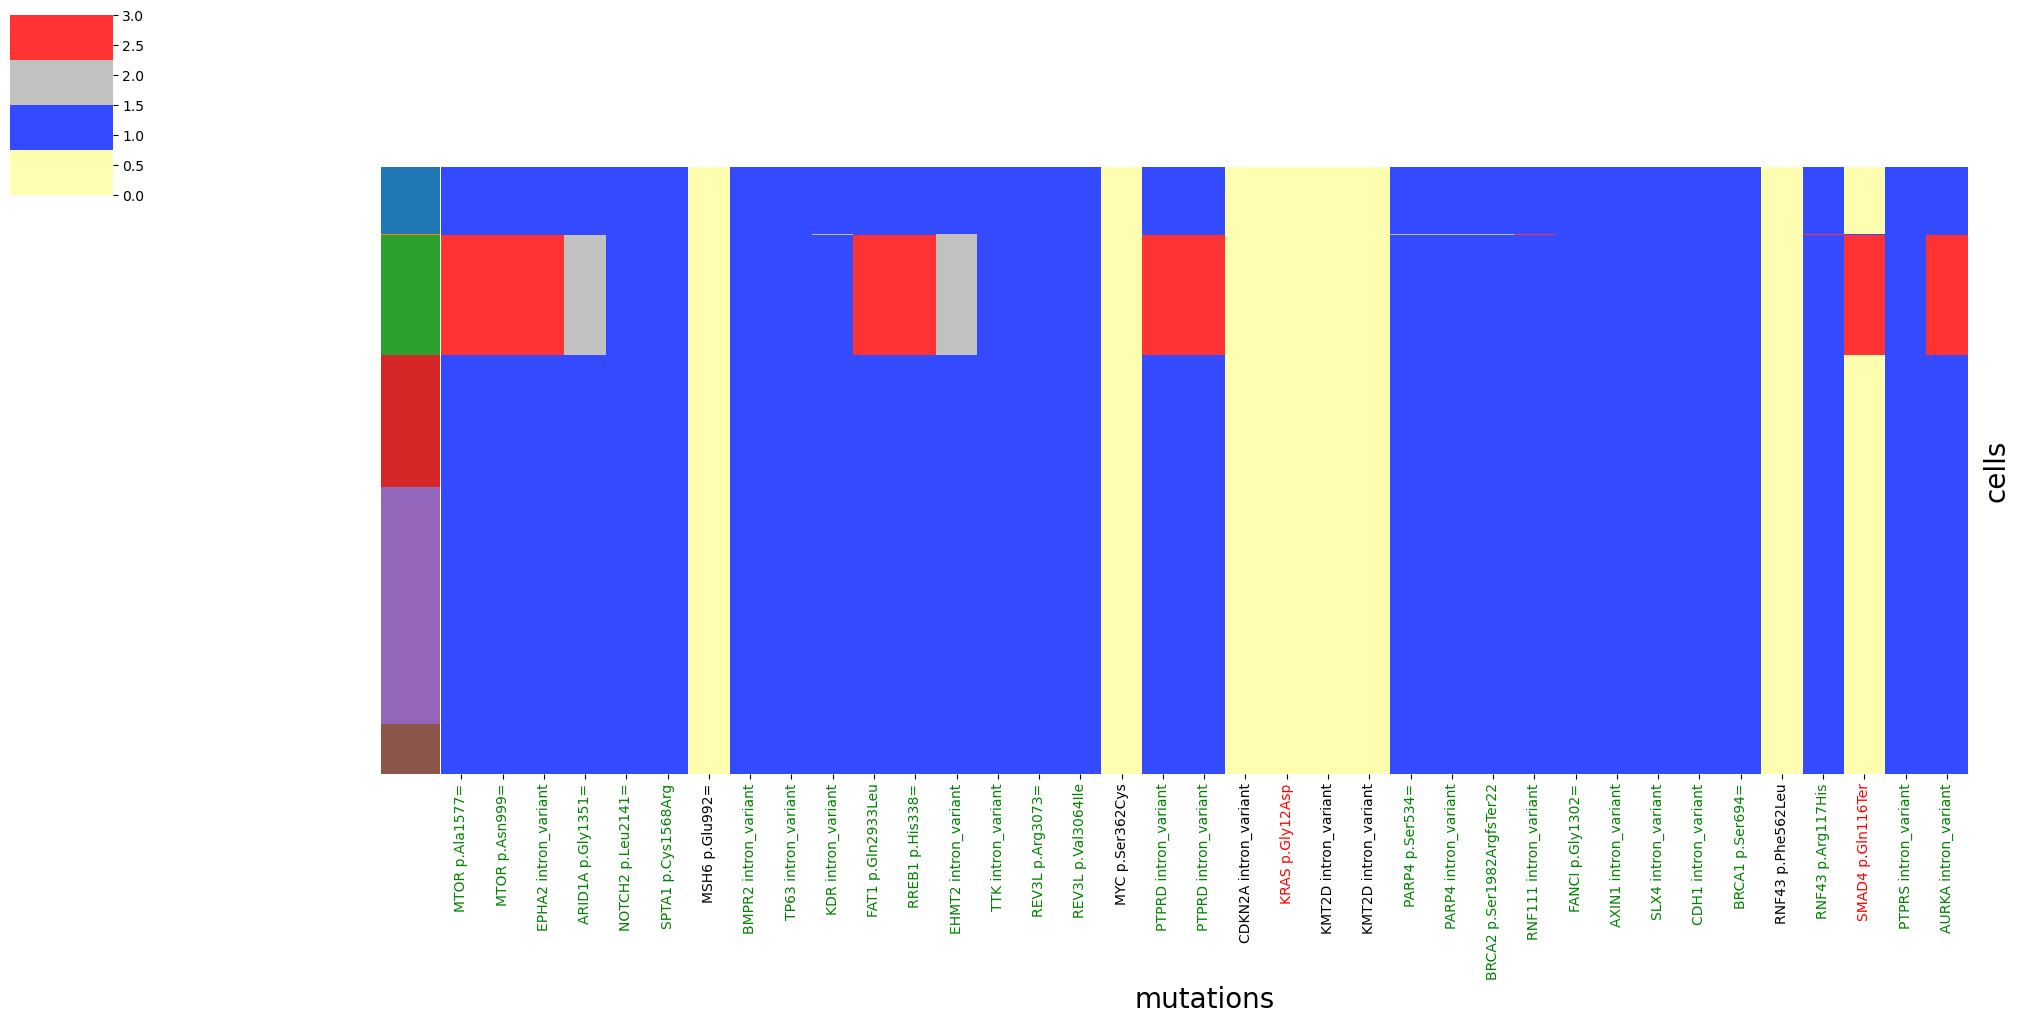 3.0
2.5
2.0
1.5
1.0
0.5
0.0
cells
MTOR p.Ala1577=
MTOR p.Asn999=
EPHA2 intron_variant
ARID1A p.Gly1351=
NOTCH2 p.Leu2141=
SPTA1 p.Cys1568Arg
MSH6 p.Glu992=
BMPR2 intron_variant
TP63 intron_variant
KDR intron_variant
FAT1 p.Gln2933Leu
RREB1 p.His338=
EHMT2 intron_variant
TTK intron_variant
REV3L p.Arg3073=
REV3L p.Val3064Ile
MYC p.Ser362Cys
PTPRD intron_variant
PTPRD intron_variant
CDKN2A intron_variant
KRAS p.Gly12Asp
KMT2D intron_variant
KMT2D intron_variant
PARP4 p.Ser534=
PARP4 intron_variant
BRCA2 p.Ser1982ArgfsTer22
RNF111 intron_variant
FANCI p.Gly1302=
AXIN1 intron_variant
SLX4 intron_variant
CDH1 intron_variant
BRCA1 p.Ser694=
RNF43 p.Phe562Leu
RNF43 p.Arg117His
SMAD4 p.Gln116Ter
PTPRS intron_variant
AURKA intron_variant
mutations